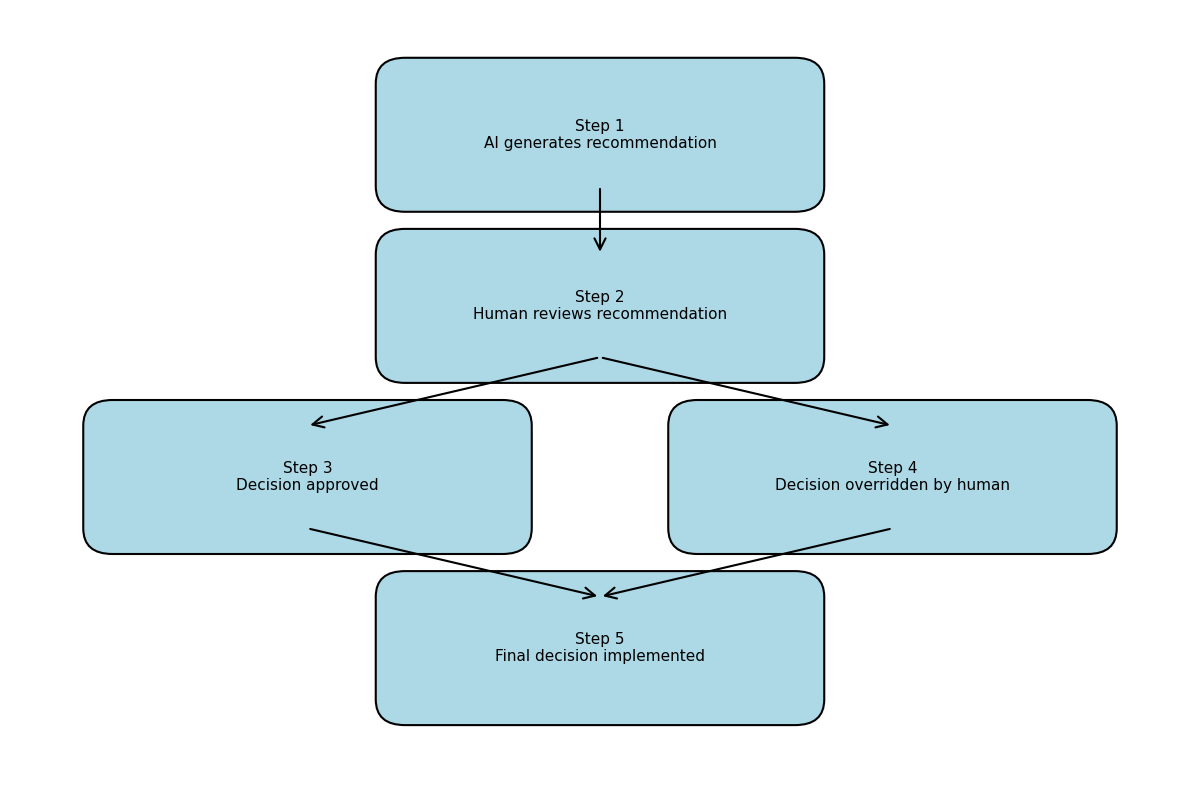 Step 1
AI generates recommendation
Step 2
Human reviews recommendation
Step 3
Decision approved
Step 4
Decision overridden by human
Step 5
Final decision implemented